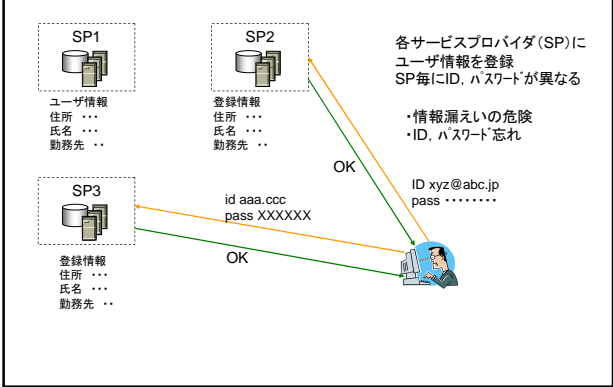 SP1
ユーザ情報
住所 ・・・
氏名 ・・・
勤務先 ・・
SP2
登録情報
住所 ・・・
氏名 ・・・
勤務先 ・・
各サービスプロバイダ(SP)に
ユーザ情報を登録
SP毎にID, パスワードが異なる
・情報漏えいの危険
・ID, パスワード忘れ
OK
ID xyz@abc.jp
pass ・・・・・・・・
SP3
登録情報
住所 ・・・
氏名 ・・・
勤務先 ・・
id aaa.ccc
pass XXXXXX
OK